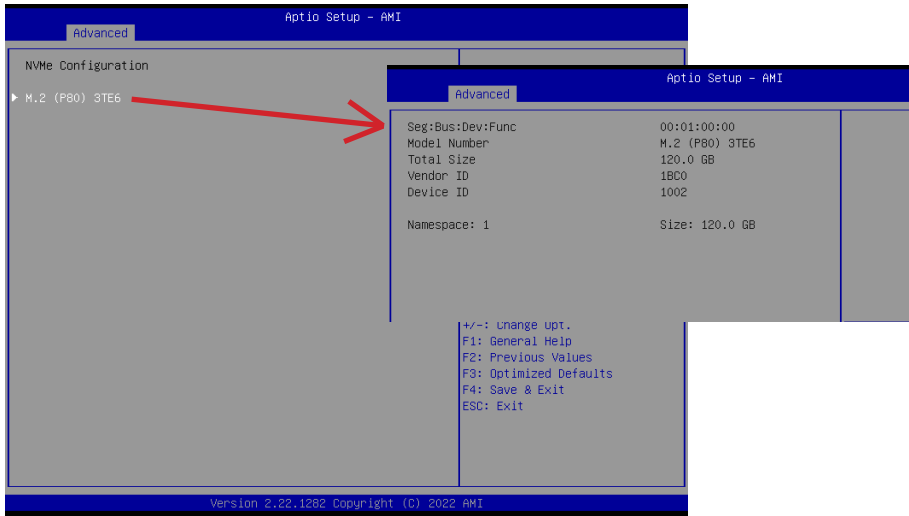 Aptio Setup - AMI
Advanced
NVMe Configuration
M.2 (P80) 3TE6
Aptio Setup - AMI
Advanced
Seg:Bus:Dev:Func 00:01:00:00
Model Number M.2 (P80) 3TE6
Total Size 120.0 GB
Vendor ID 1BC0
Device ID 1002
Namespace: 1 Size: 120.0 GB
+/-: Change Opt.
F1: General Help
F2: Previous Values
F3: Optimized Defaults
F4: Save & Exit
ESC: Exit
Version 2.22.1282 Copyright (C) 2022 AMI